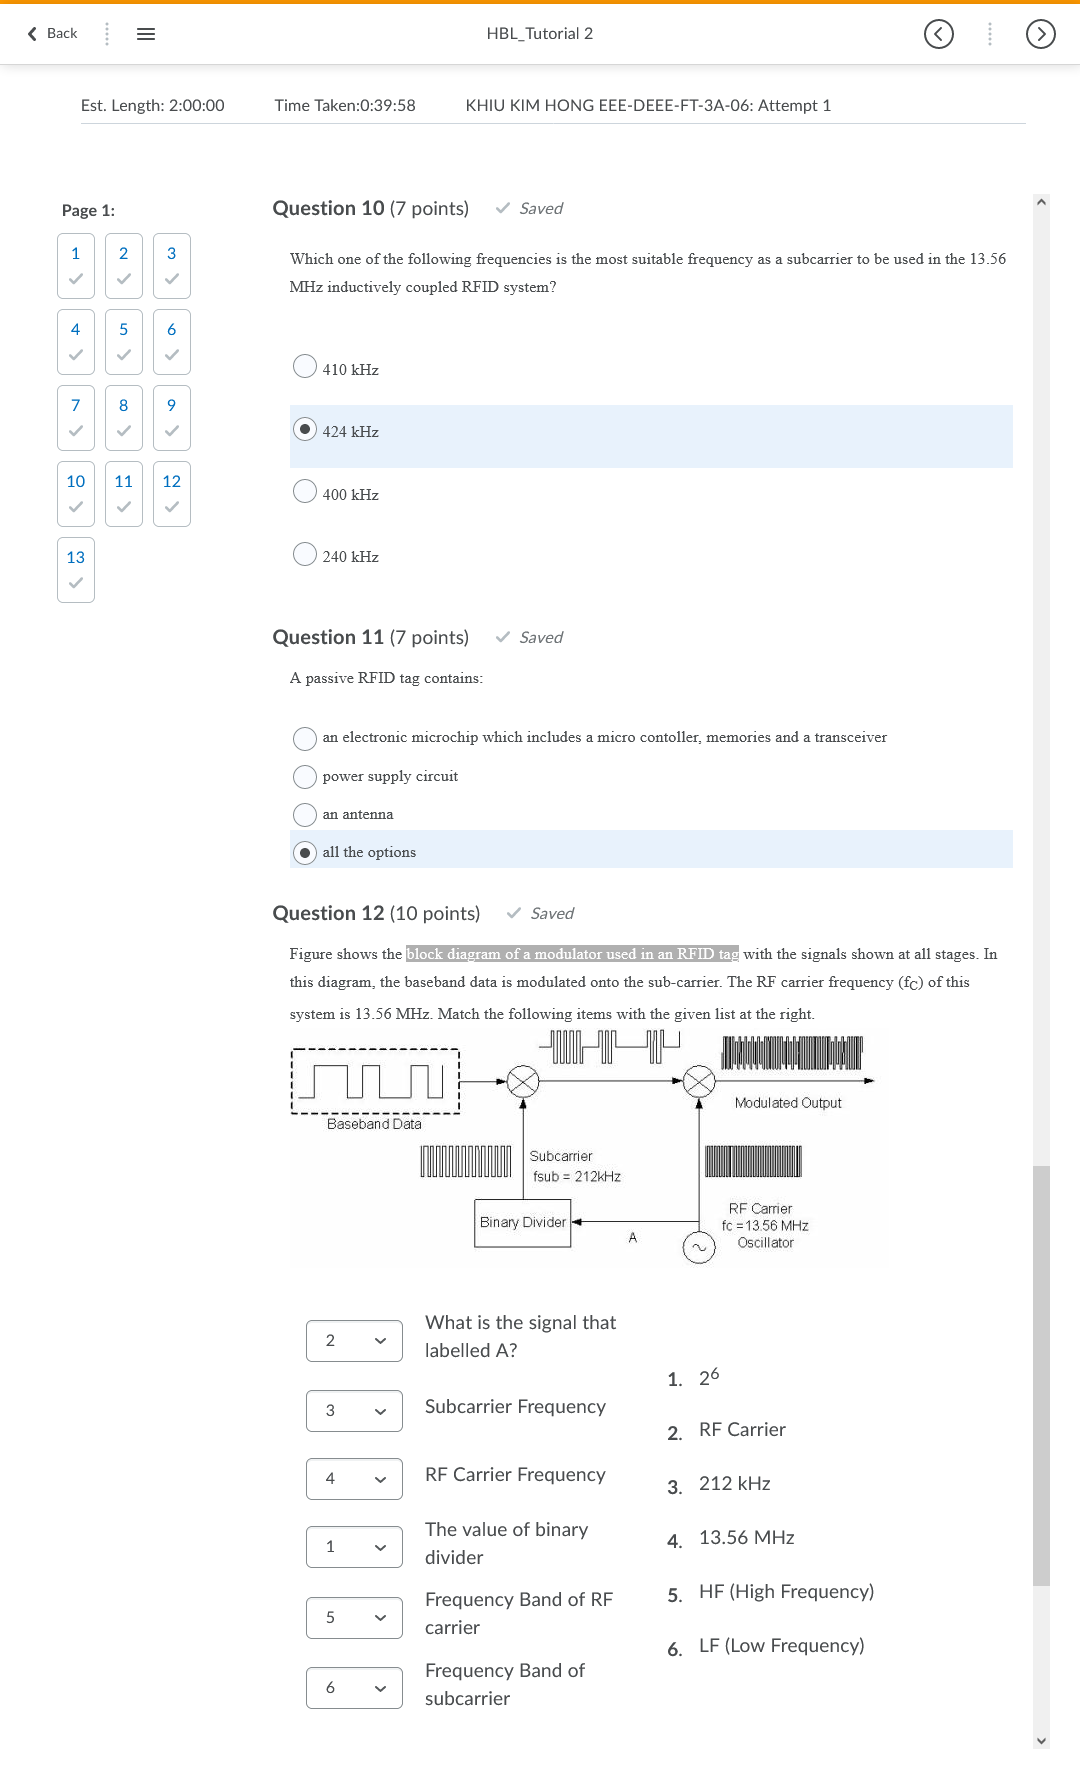 Back
HBL_Tutorial 2
Est. Length: 2:00:00 Time Taken:0:39:58 KHIU KIM HONG EEE-DEEE-FT-3A-06: Attempt 1
Page 1:
1 2 3
4 5 6
7 8 9
10 11 12
13
Question 10 (7 points) Saved
Which one of the following frequencies is the most suitable frequency as a subcarrier to be used in the 13.56
MHz inductively coupled RFID system?
410 kHz
424 kHz
400 kHz
240 kHz
Question 11 (7 points) Saved
A passive RFID tag contains:
an electronic microchip which includes a micro contoller, memories and a transceiver
power supply circuit
an antenna
all the options
Question 12 (10 points) Saved
Figure shows the block diagram of a modulator used in an RFID tag with the signals shown at all stages. In
this diagram, the baseband data is modulated onto the sub-carrier. The RF carrier frequency (fC) of this
system is 13.56 MHz. Match the following items with the given list at the right.
Modulated Output
Baseband Data
Subcarrier
fsub = 212kHz
RF Carrier
fc = 13.56 MHz
Oscillator
Binary Divider
A
2 What is the signal that
labelled A?
3 Subcarrier Frequency
4 RF Carrier Frequency
1 The value of binary
divider
5 Frequency Band of RF
carrier
6 Frequency Band of
subcarrier
1. 2⁶
2. RF Carrier
3. 212 kHz
4. 13.56 MHz
5. HF (High Frequency)
6. LF (Low Frequency)